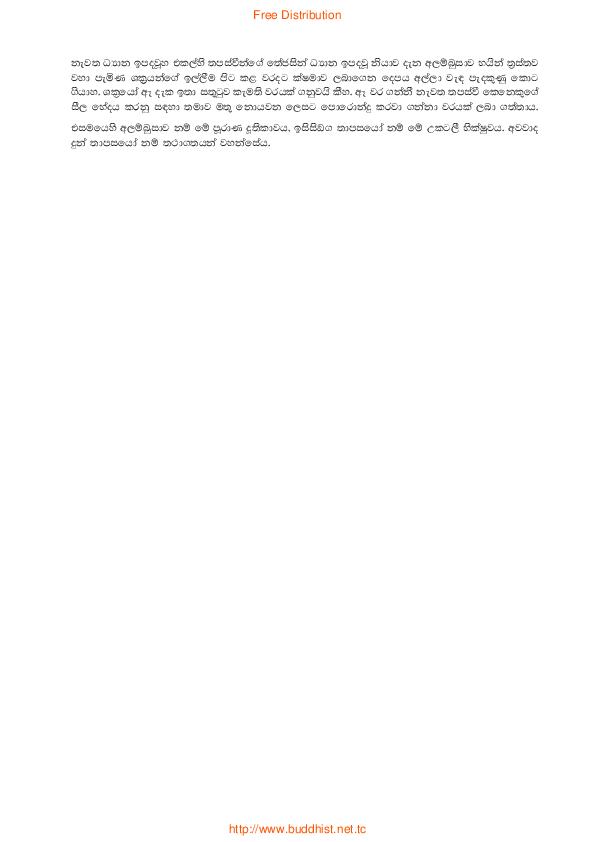 Free Distribution
නැවත ධ්‍යාන ඉපදවූහ එකල්හි තපස්වීන්ගේ තේජසින් ධ්‍යාන ඉපදවූ නියාව දැන අලම්බුසාව භයින් ත්‍රස්තව
වහා පැමිණ ශක්‍රයන්ගේ ඉල්ලීම පිට කළ වරදට ක්ෂමාව ලබාගෙන දෙපය අල්ලා වැඳ පැදකුණු කොට
ගියාහ. ශක්‍රයෝ ඇ දැක ඉතා සතුටුව කැමති වරයක් ගනුවයි කීහ. ඇ වර ගන්නී නැවත තපස්වී කෙනෙකුගේ
සීල භේදය කරනු සඳහා තමාව මතු නොයවන ලෙසට පොරොන්දු කරවා ගන්නා වරයක් ලබා ගත්තාය.
එසමයෙහි අලම්බුසාව නම් මේ පුරාණ දූතිකාවය, ඉසිසිඞ්ග තාපසයෝ නම් මේ උකටලී භික්ෂුවය. අවවාද
දුන් තාපසයෝ නම් තථාගතයන් වහන්සේය.
http://www.buddhist.net.tc